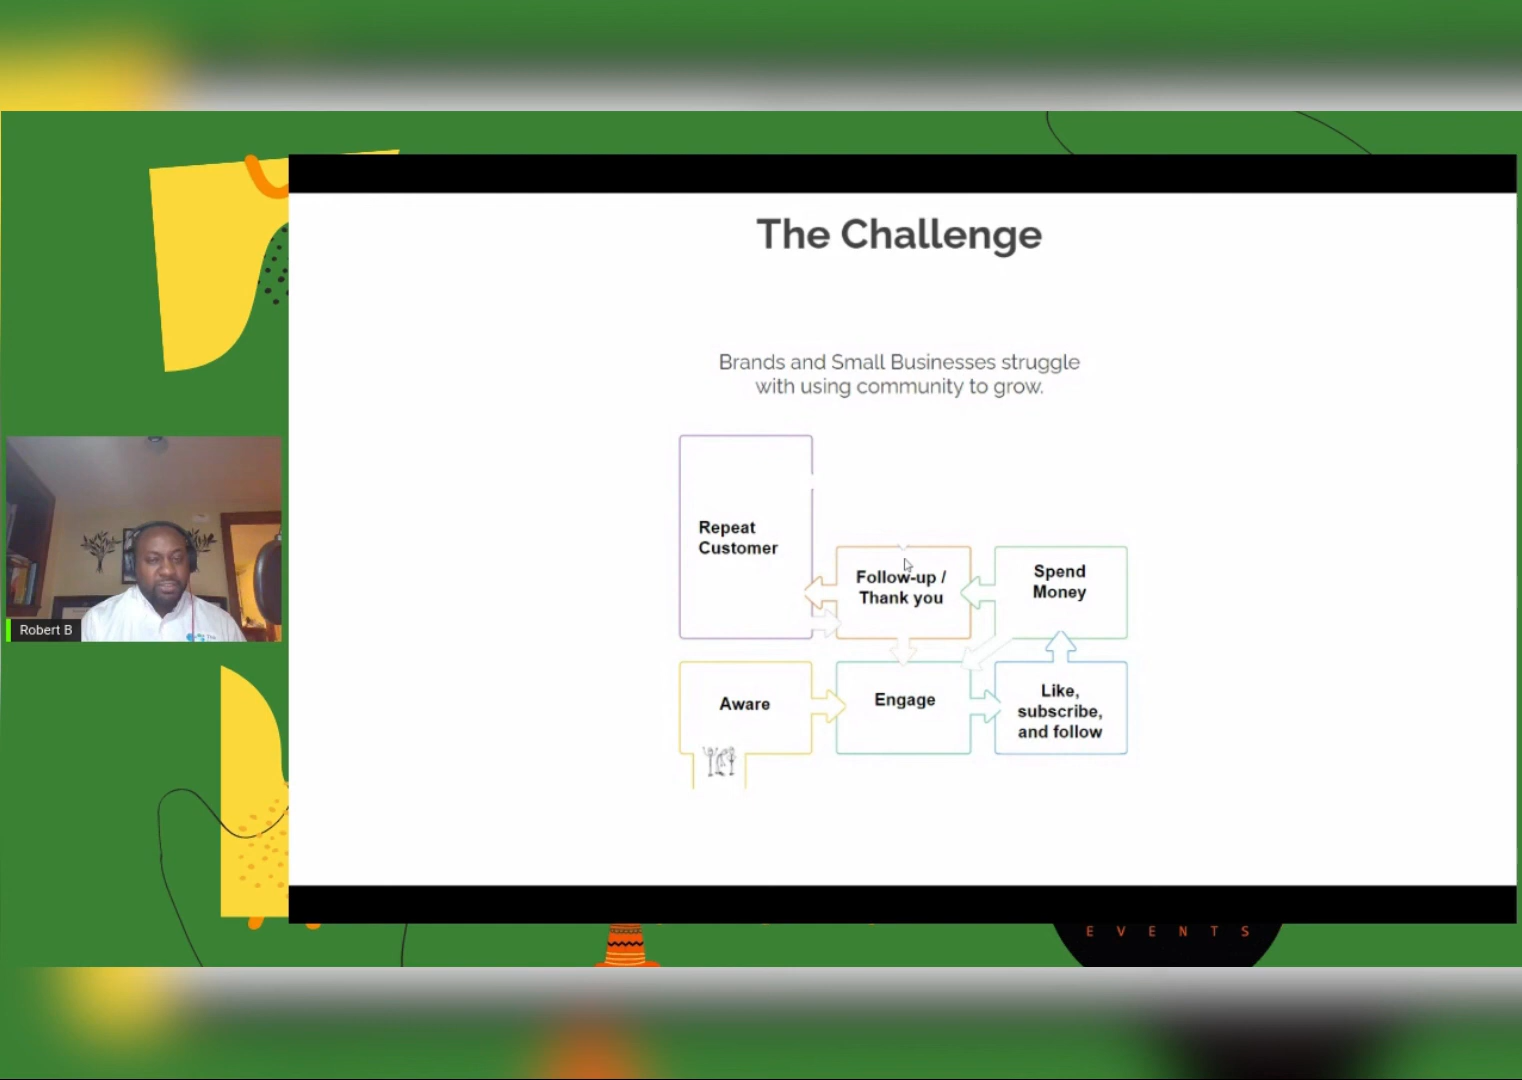 The Challenge
Brands and Small Businesses struggle
with using community to grow.
Repeat
Customer
Follow-up /
Thank you
Spend
Money
Aware
Engage
Like,
subscribe,
and follow
Robert B
E V E N T S